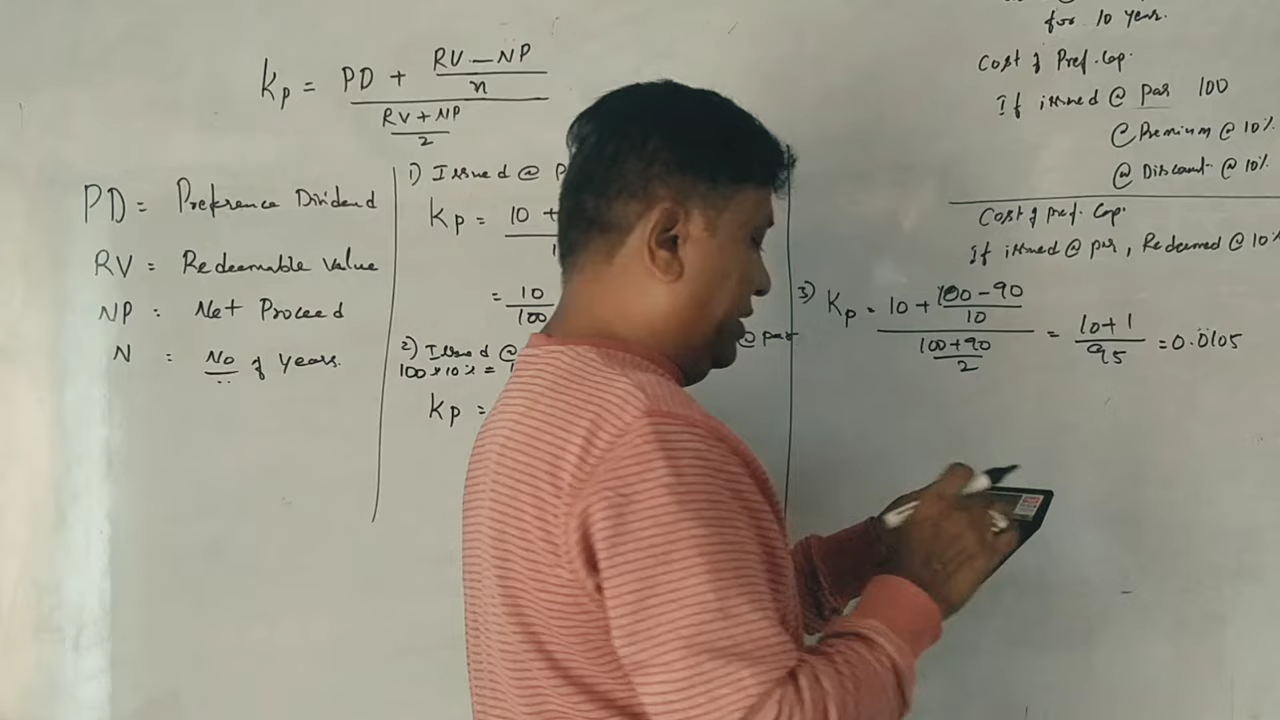 Kp = PD + RV - NP / n
RV + NP / 2
PD = Preference Dividend
RV = Redeemable Value
NP : Net Proceed
N : No of Years.
1) Issued @ P
Kp = 10 +
= 10 / 100
2) Issued @ @ par
100 x 10% =
Kp =
for 10 Year.
Cost of Pref. Cap.
If issued @ par 100
@ Premium @ 10%
@ Discount @ 10%
Cost of Pref. Cap.
If issued @ par, Redeemed @ 10%
3) Kp = 10 + 100 - 90 / 10
100 + 90 / 2
= 10 + 1 / 95 = 0.0105